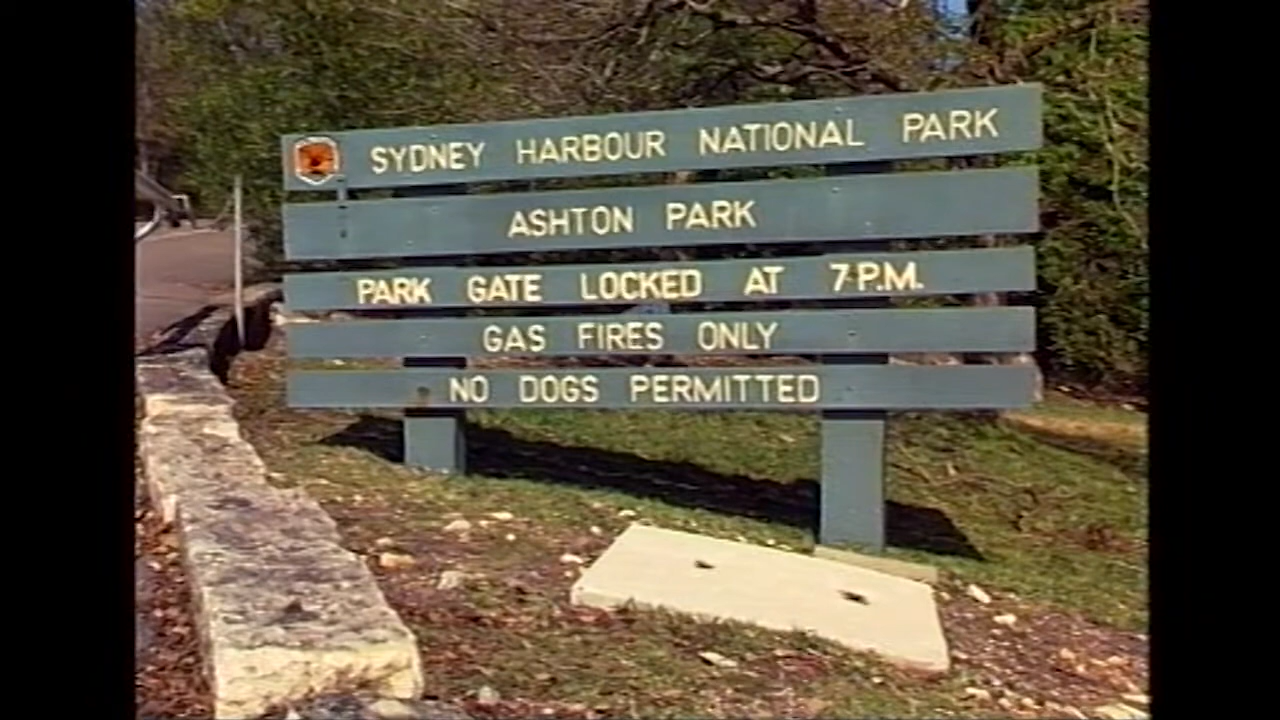 SYDNEY HARBOUR NATIONAL PARK
ASHTON PARK
PARK GATE LOCKED AT 7 P.M.
GAS FIRES ONLY
NO DOGS PERMITTED